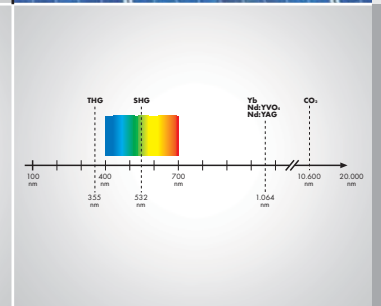 THG SHG Yb CO₂
Nd:YVO₄
Nd:YAG
100 400 700 10.600 20.000
nm nm nm nm nm
355 532 1.064
nm nm nm